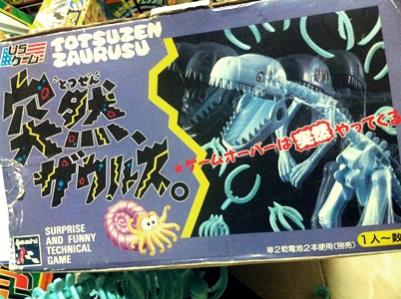 USゲーム
TOTSUZEN
ZAURUSU
とつぜん
突然、
ザウルス。
★ゲームオーバーは突然やってくる
SURPRISE
AND FUNNY
TECHNICAL
GAME
単2乾電池2本使用(別売)
1人〜数